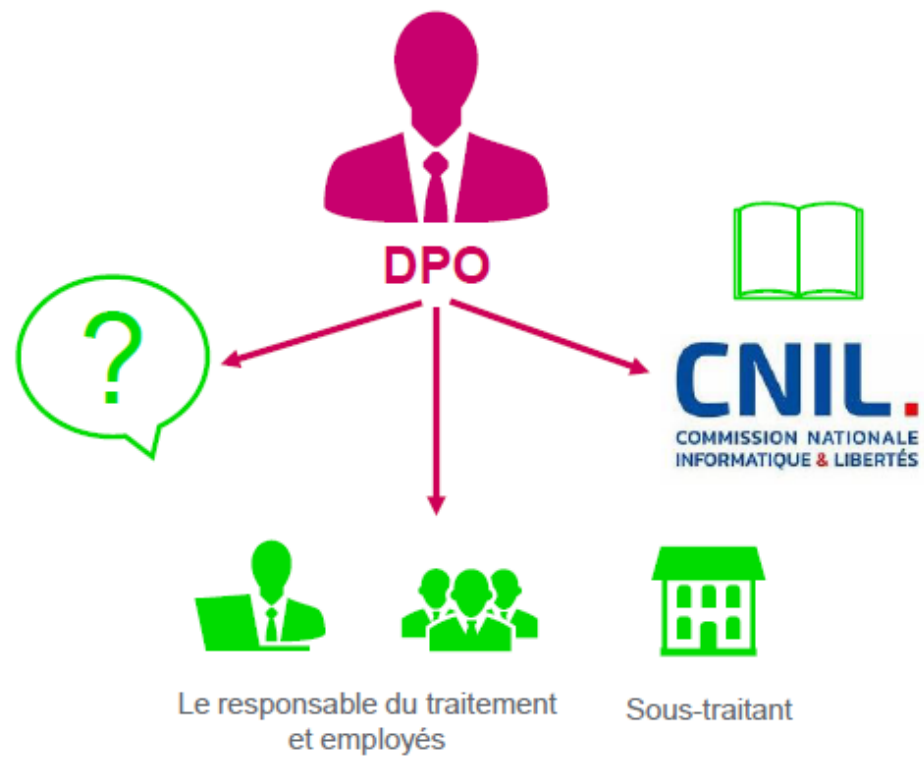 DPO
?
CNIL.
COMMISSION NATIONALE
INFORMATIQUE & LIBERTÉS
Le responsable du traitement
et employés
Sous-traitant